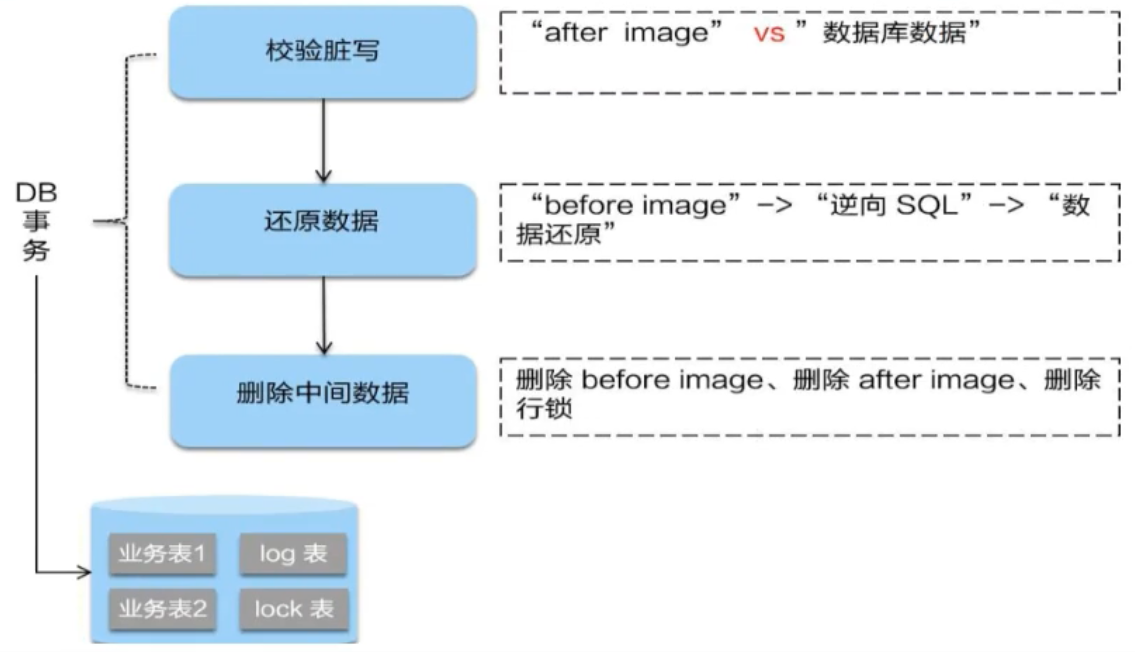 校验脏写
“after image” vs ”数据库数据”
DB
事
务
还原数据
“before image”–> “逆向 SQL”–> “数
据还原”
删除中间数据
删除 before image、删除 after image、删除
行锁
业务表1
log 表
业务表2
lock 表